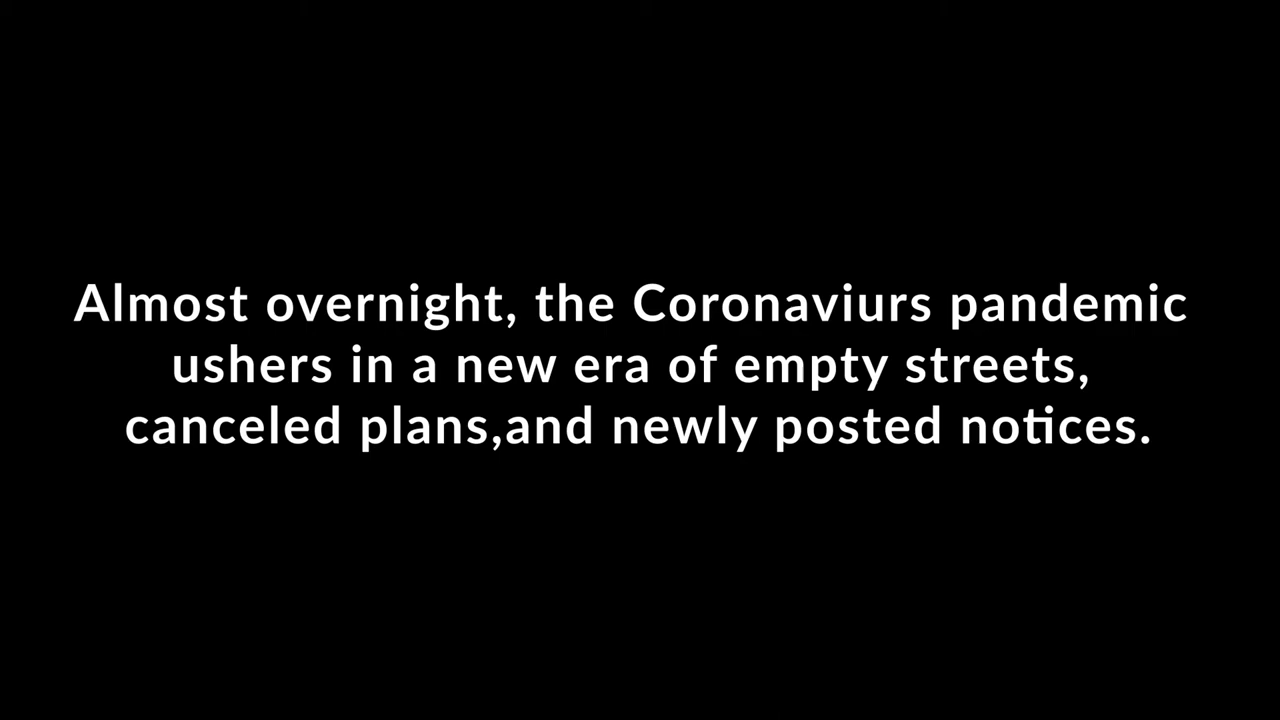 Almost overnight, the Coronaviurs pandemic
ushers in a new era of empty streets,
canceled plans,and newly posted notices.